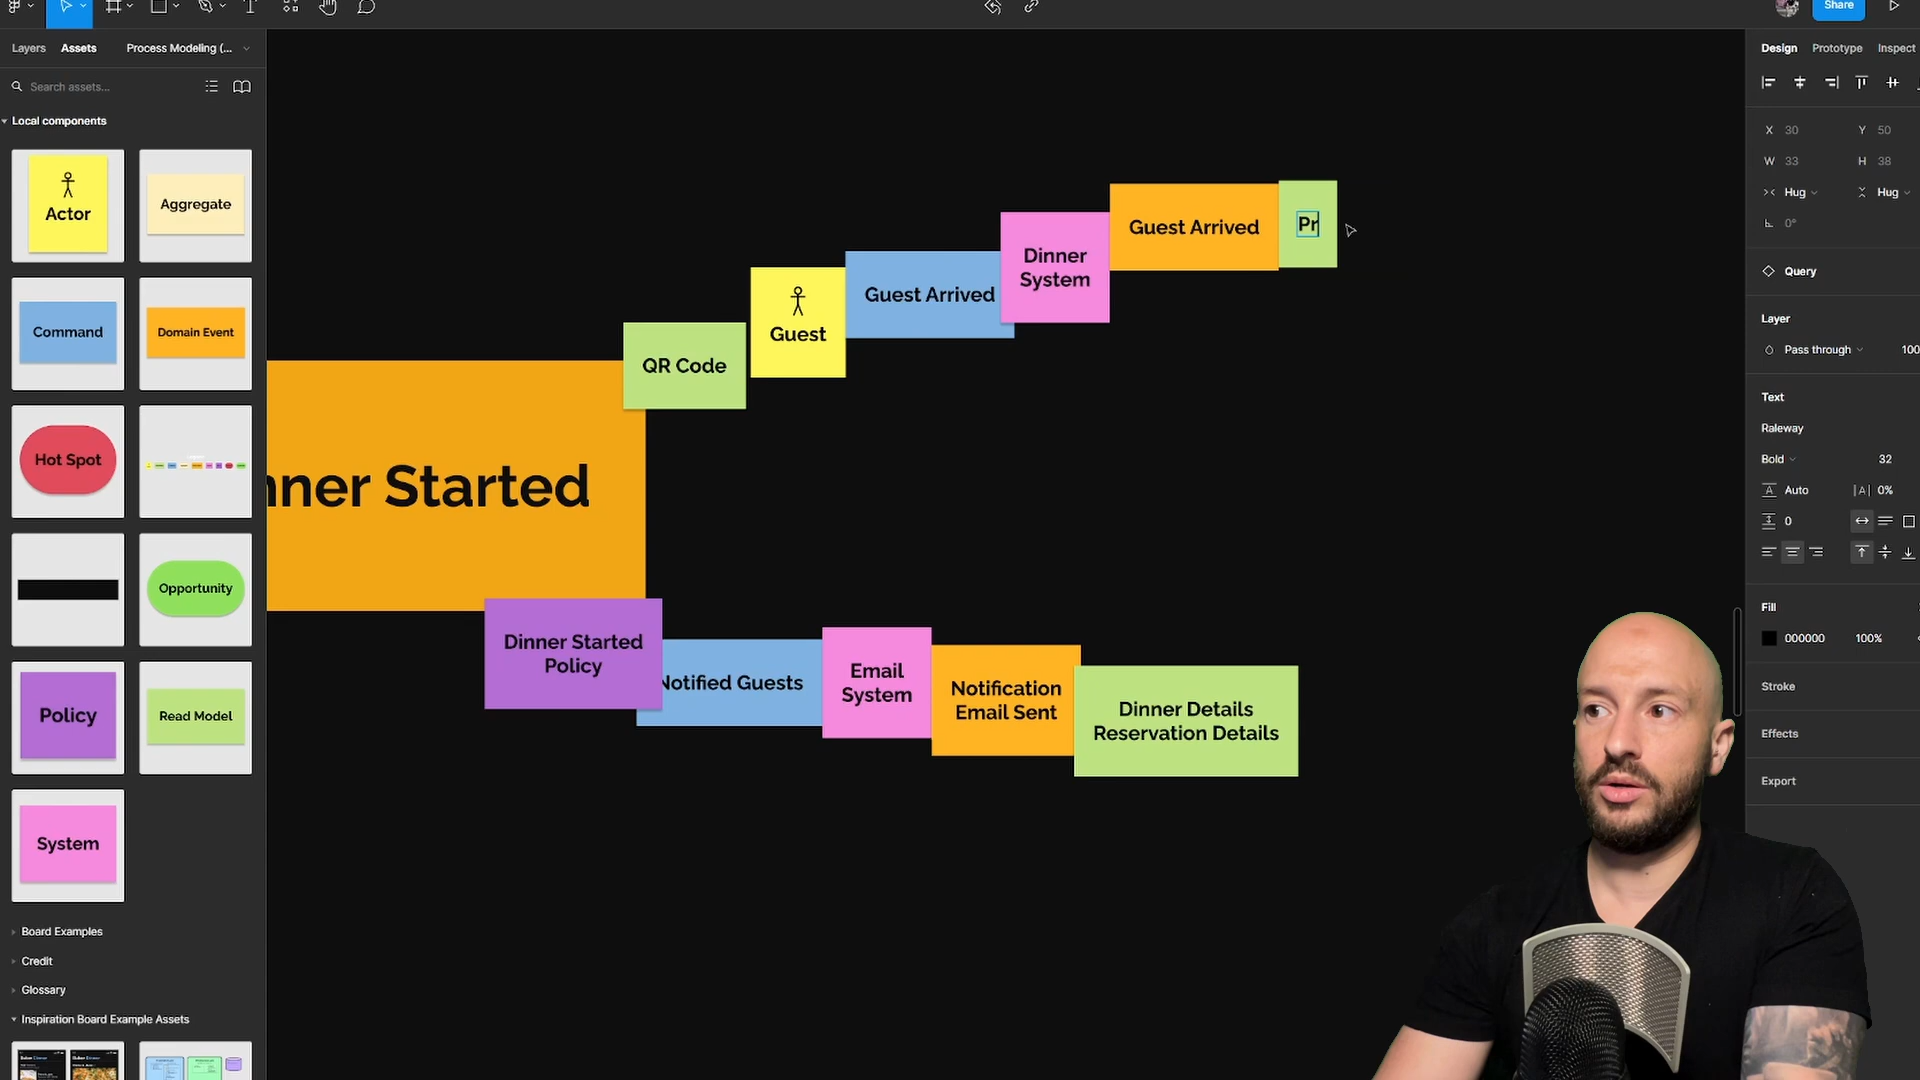 Share
Layers
Assets
Process Modeling (...
Design
Prototype
Inspect
Search assets...
Local components
Actor
Aggregate
Command
Domain Event
Hot Spot
Opportunity
Policy
Read Model
System
Board Examples
Credit
Glossary
Inspiration Board Example Assets
nner Started
QR Code
Guest
Guest Arrived
Dinner
System
Guest Arrived
Pr
Dinner Started
Policy
Notified Guests
Email
System
Notification
Email Sent
Dinner Details
Reservation Details
X 30
Y 50
W 33
H 38
Hug
Hug
0°
Query
Layer
Pass through
100
Text
Raleway
Bold
32
Auto
0%
0
Fill
000000
100%
Stroke
Effects
Export